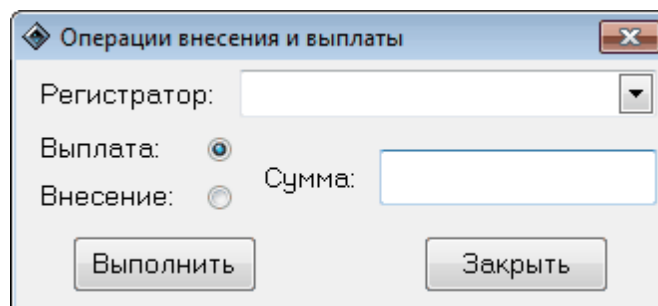 Операции внесения и выплаты
Регистратор:
Выплата:
Сумма:
Внесение:
Выполнить Закрыть